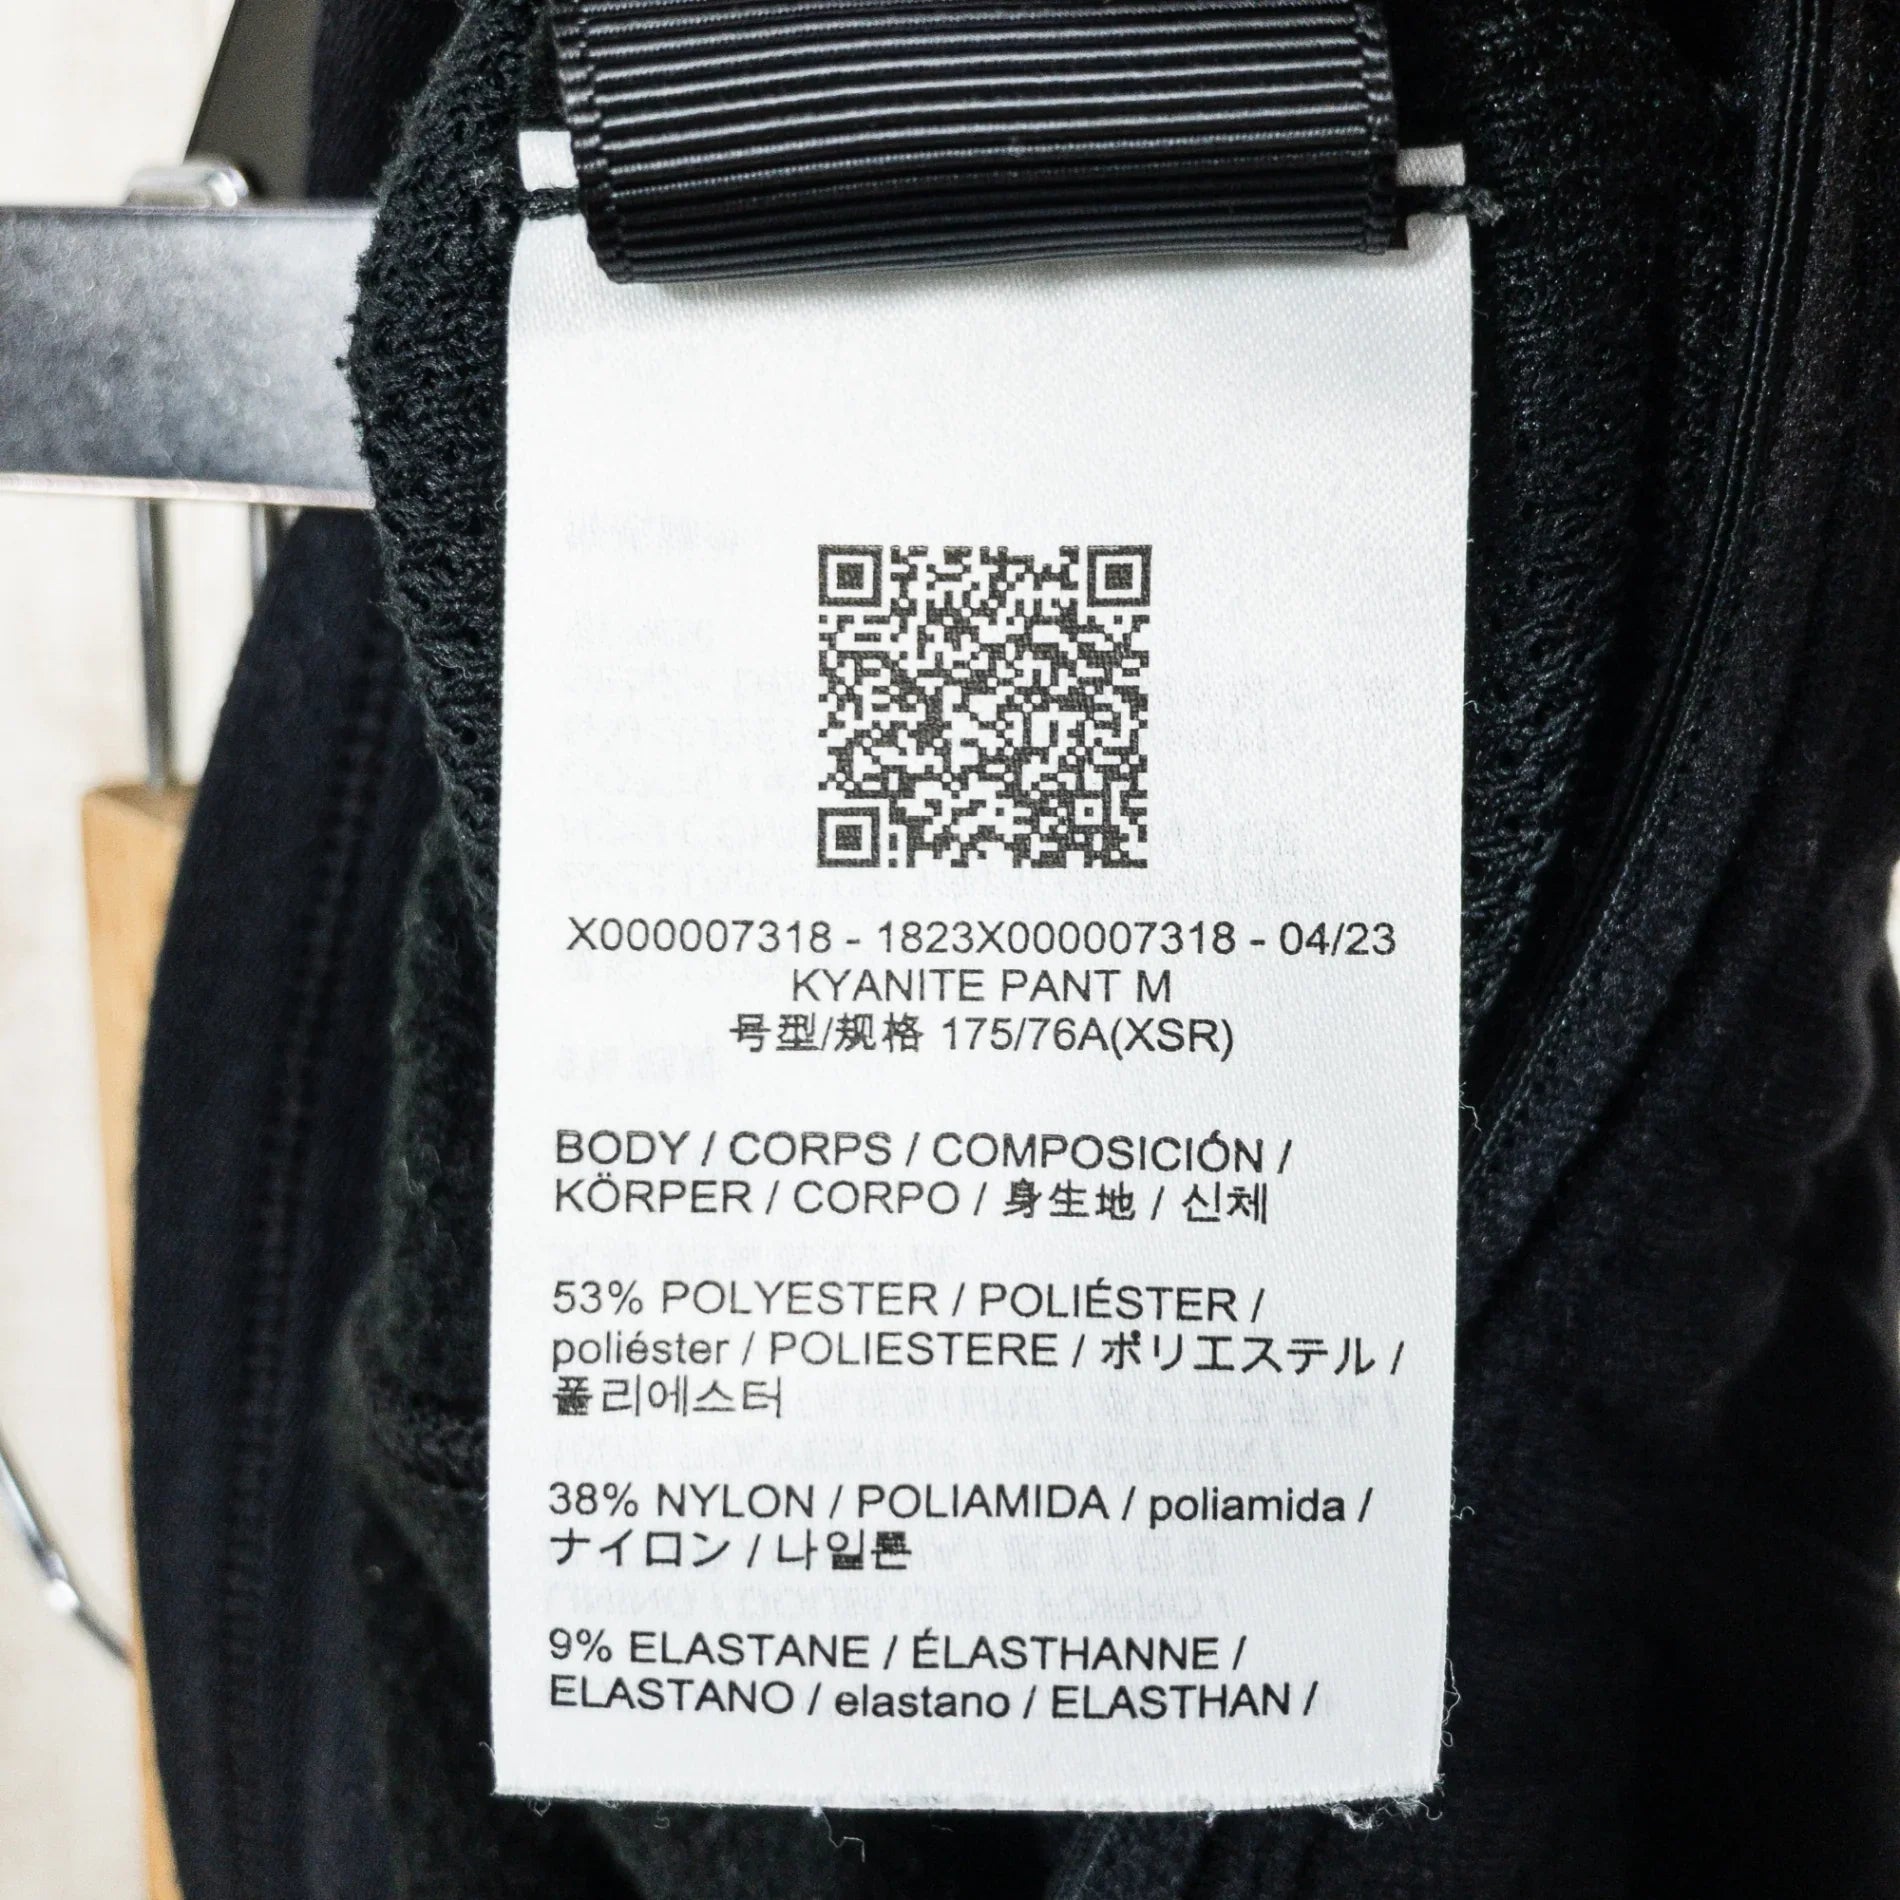 X000007318 - 1823X000007318 - 04/23
KYANITE PANT M
号型/规格 175/76A(XSR)
BODY / CORPS / COMPOSICIÓN /
KÖRPER / CORPO / 身生地 / 신체
53% POLYESTER / POLIÉSTER /
poliéster / POLIESTERE / ポリエステル /
폴리에스터
38% NYLON / POLIAMIDA / poliamida /
ナイロン / 나일론
9% ELASTANE / ÉLASTHANNE /
ELASTANO / elastano / ELASTHAN /